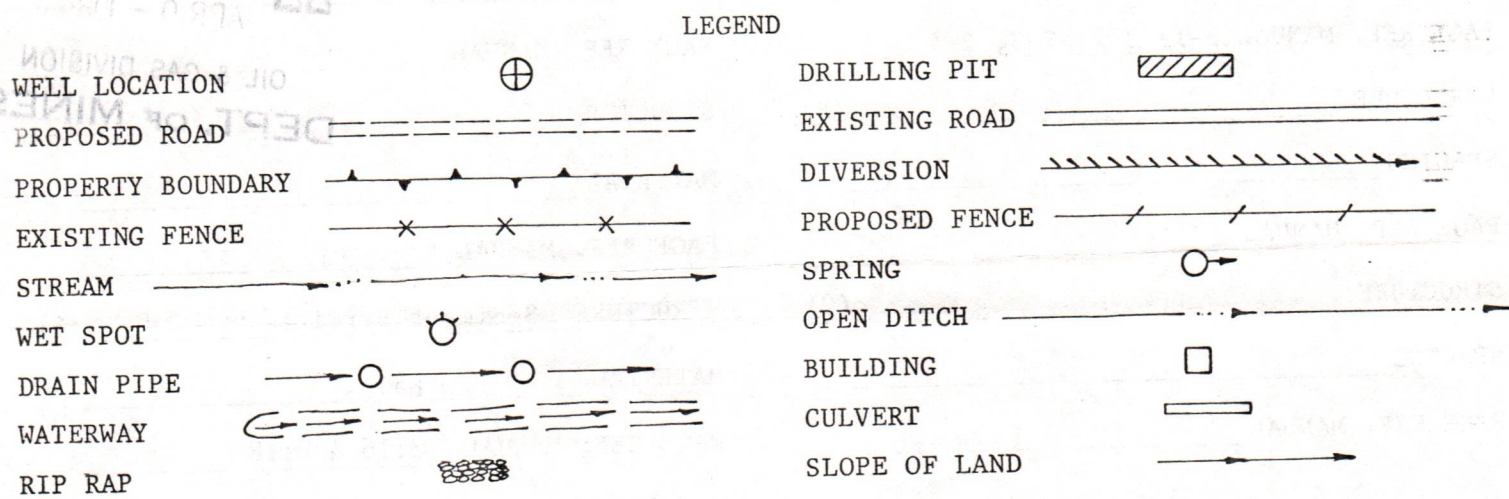 LEGEND
WELL LOCATION
PROPOSED ROAD
PROPERTY BOUNDARY
EXISTING FENCE
STREAM
WET SPOT
DRAIN PIPE
WATERWAY
RIP RAP
DRILLING PIT
EXISTING ROAD
DIVERSION
PROPOSED FENCE
SPRING
OPEN DITCH
BUILDING
CULVERT
SLOPE OF LAND
OIL & GAS DIVISION
DEPT. OF MINES